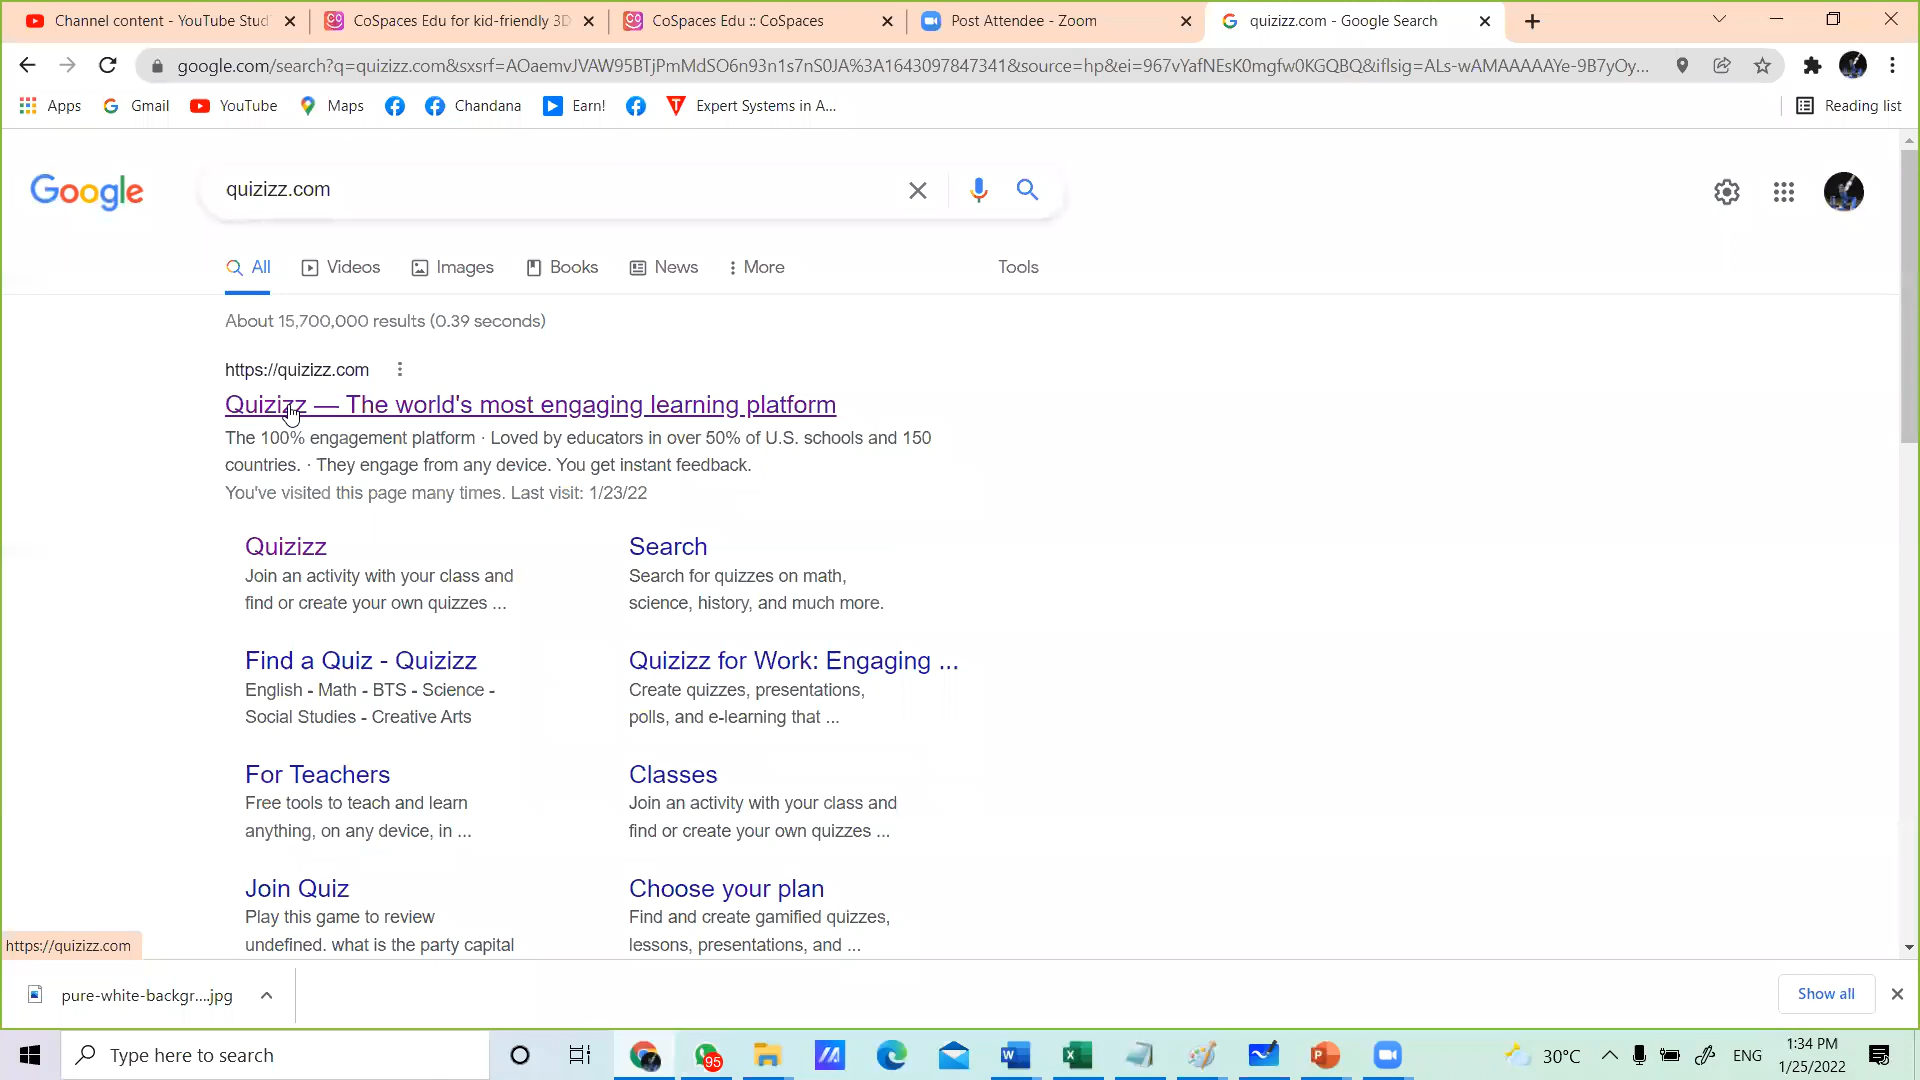 Channel content - YouTube Stud
CoSpaces Edu for kid-friendly 3D
CoSpaces Edu :: CoSpaces
Post Attendee - Zoom
quizizz.com - Google Search
google.com/search?q=quizizz.com&sxsrf=AOaemvJVAW95BTjPmMdSO6n93n1s7nS0JA%3A1643097847341&source=hp&ei=967vYafNEsK0mgfw0KGQBQ&iflsig=ALs-wAMAAAAAYe-9B7yOy...
Apps
Gmail
YouTube
Maps
Chandana
Earn!
Expert Systems in A...
Reading list
Google
quizizz.com
All
Videos
Images
Books
News
More
Tools
About 15,700,000 results (0.39 seconds)
https://quizizz.com
Quizizz — The world's most engaging learning platform
The 100% engagement platform · Loved by educators in over 50% of U.S. schools and 150
countries. · They engage from any device. You get instant feedback.
You've visited this page many times. Last visit: 1/23/22
Quizizz
Join an activity with your class and
find or create your own quizzes ...
Search
Search for quizzes on math,
science, history, and much more.
Find a Quiz - Quizizz
English - Math - BTS - Science -
Social Studies - Creative Arts
Quizizz for Work: Engaging ...
Create quizzes, presentations,
polls, and e-learning that ...
For Teachers
Free tools to teach and learn
anything, on any device, in ...
Classes
Join an activity with your class and
find or create your own quizzes ...
Join Quiz
Play this game to review
undefined. what is the party capital
Choose your plan
Find and create gamified quizzes,
lessons, presentations, and ...
https://quizizz.com
pure-white-backgr....jpg
Show all
Type here to search
95
30°C
ENG
1:34 PM
1/25/2022